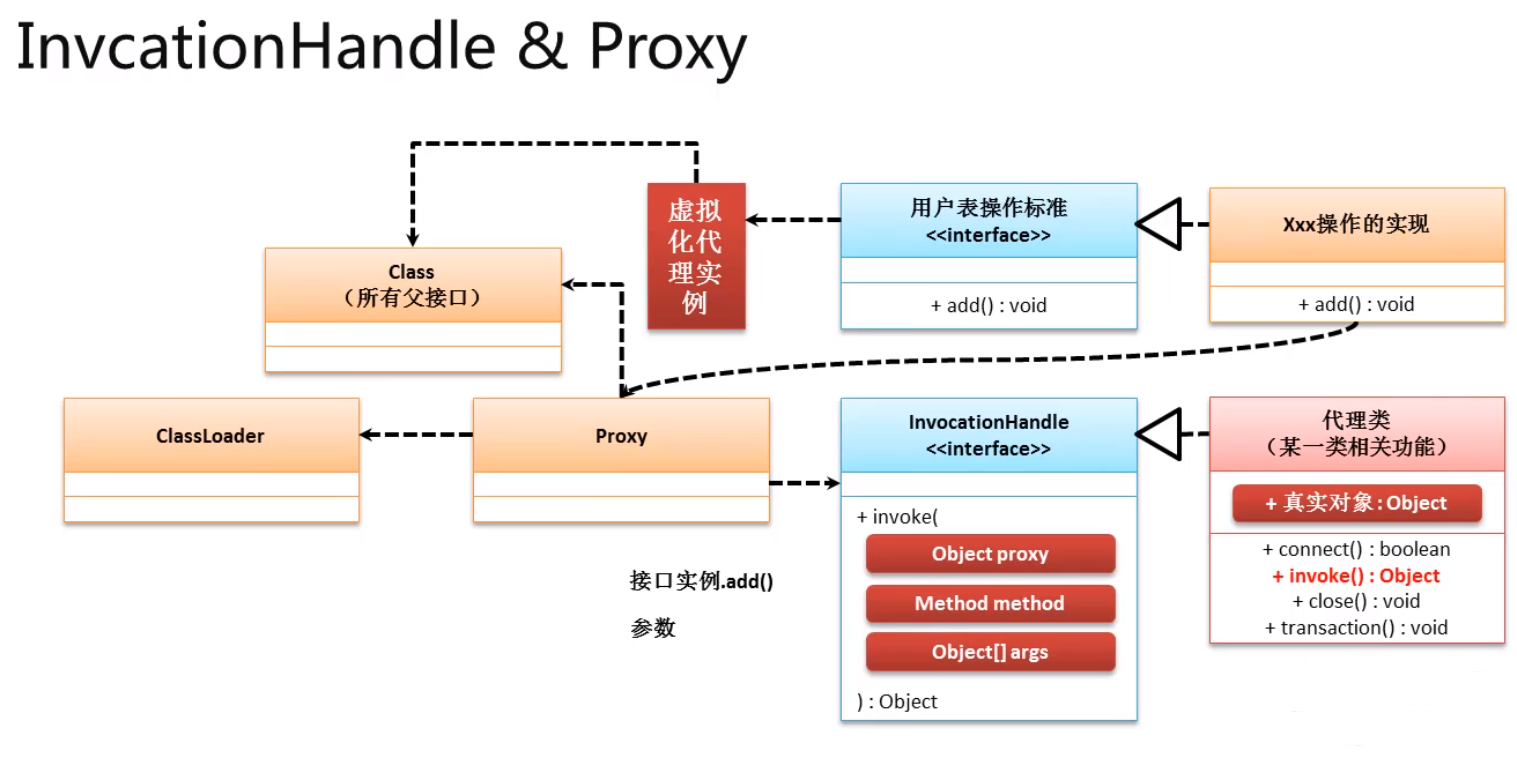 InvcationHandle & Proxy
虚拟
化代
理实
例
用户表操作标准
<<interface>>
+ add() : void
Xxx操作的实现
+ add() : void
Class
（所有父接口）
ClassLoader
Proxy
InvocationHandle
<<interface>>
+ invoke(
Object proxy
Method method
Object[] args
) : Object
接口实例.add()
参数
代理类
（某一类相关功能）
+ 真实对象 : Object
+ connect() : boolean
+ invoke() : Object
+ close() : void
+ transaction() : void